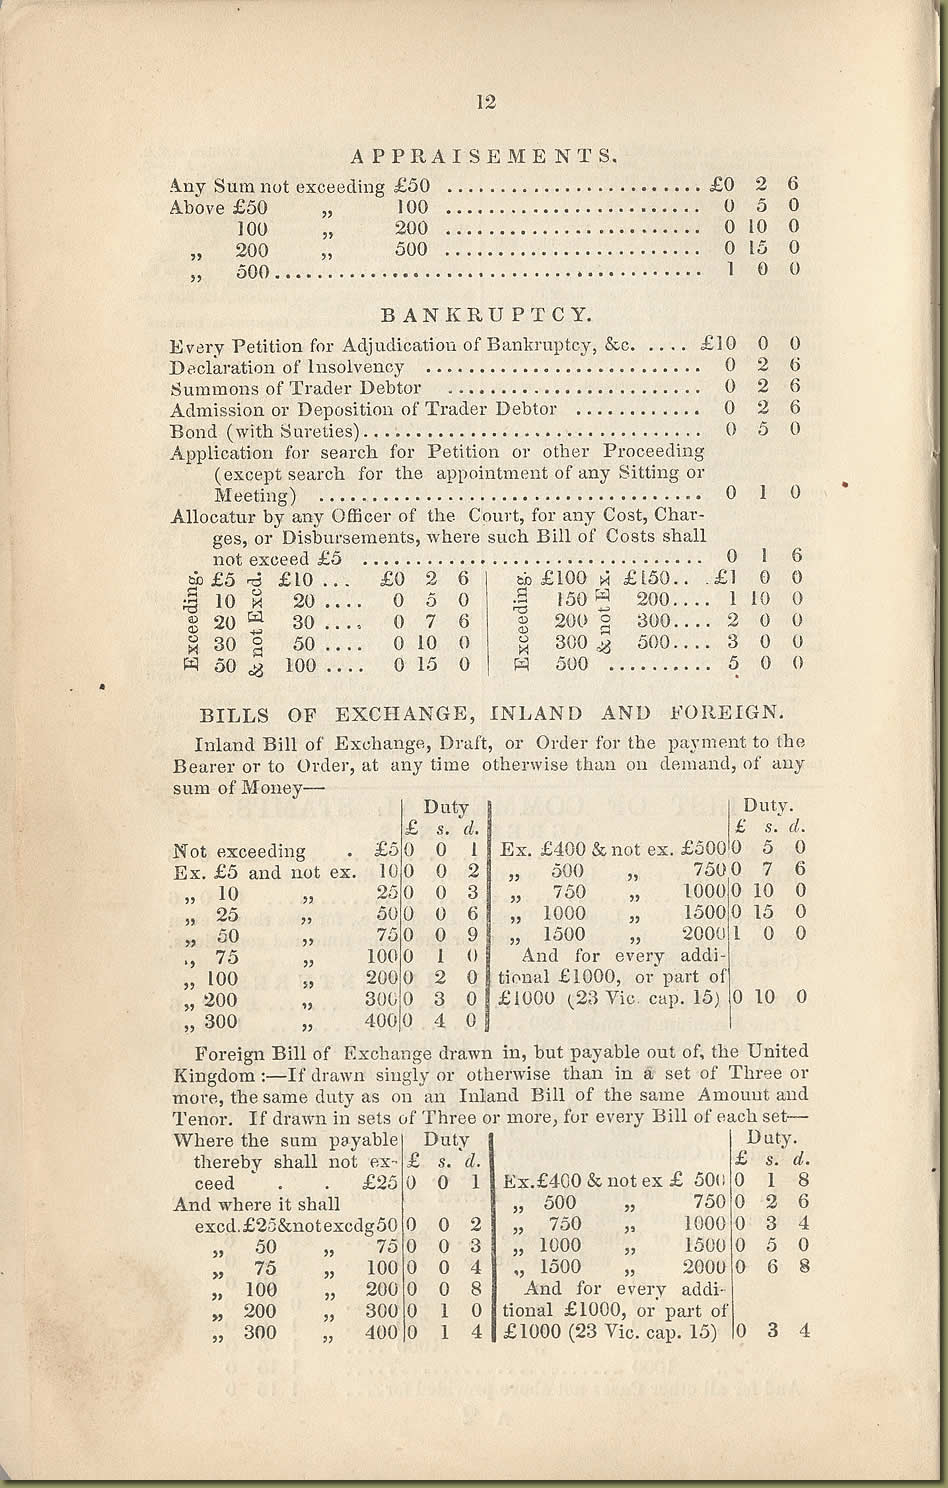 12
APPRAISEMENTS.
Any Sum not exceeding £50 ........................ £0 2 6
Above £50 „ 100 ........................ 0 5 0
100 „ 200 ........................ 0 10 0
„ 200 „ 500 ........................ 0 15 0
„ 500 ........................................ 1 0 0
BANKRUPTCY.
Every Petition for Adjudication of Bankruptcy, &c. .... £10 0 0
Declaration of Insolvency .......................... 0 2 6
Summons of Trader Debtor ........................ 0 2 6
Admission or Deposition of Trader Debtor ............ 0 2 6
Bond (with Sureties) ................................ 0 5 0
Application for search for Petition or other Proceeding
(except search for the appointment of any Sitting or
Meeting) .................................... 0 1 0
Allocatur by any Officer of the Court, for any Cost, Char-
ges, or Disbursements, where such Bill of Costs shall
not exceed £5 ................................ 0 1 6
Exceeding. £5 & not Exc'd. £10 ... £0 2 6
10 20 .... 0 5 0
20 30 .... 0 7 6
30 50 .... 0 10 0
50 100 .... 0 15 0
Exceeding. £100 & not Ex. £150.. .£1 0 0
150 200.... 1 10 0
200 300.... 2 0 0
300 500.... 3 0 0
500 .......... 5 0 0
BILLS OF EXCHANGE, INLAND AND FOREIGN.
Inland Bill of Exchange, Draft, or Order for the payment to the
Bearer or to Order, at any time otherwise than on demand, of any
sum of Money—
Duty
£ s. d.
Not exceeding . £5 0 0 1
Ex. £5 and not ex. 10 0 0 2
„ 10 „ 25 0 0 3
„ 25 „ 50 0 0 6
„ 50 „ 75 0 0 9
„ 75 „ 100 0 1 0
„ 100 „ 200 0 2 0
„ 200 „ 300 0 3 0
„ 300 „ 400 0 4 0
Duty.
£ s. d.
Ex. £400 & not ex. £500 0 5 0
„ 500 „ 750 0 7 6
„ 750 „ 1000 0 10 0
„ 1000 „ 1500 0 15 0
„ 1500 „ 2000 1 0 0
And for every addi-
tional £1000, or part of
£1000 (23 Vic. cap. 15) 0 10 0
Foreign Bill of Exchange drawn in, but payable out of, the United
Kingdom :—If drawn singly or otherwise than in a set of Three or
more, the same duty as on an Inland Bill of the same Amount and
Tenor. If drawn in sets of Three or more, for every Bill of each set—
Where the sum payable Duty
thereby shall not ex- £ s. d.
ceed . . £25 0 0 1
And where it shall
excd.£25&notexcdg50 0 0 2
„ 50 „ 75 0 0 3
„ 75 „ 100 0 0 4
„ 100 „ 200 0 0 8
„ 200 „ 300 0 1 0
„ 300 „ 400 0 1 4
Duty.
£ s. d.
Ex.£400 & not ex £ 500 0 1 8
„ 500 „ 750 0 2 6
„ 750 „ 1000 0 3 4
„ 1000 „ 1500 0 5 0
„ 1500 „ 2000 0 6 8
And for every addi-
tional £1000, or part of
£1000 (23 Vic. cap. 15) 0 3 4